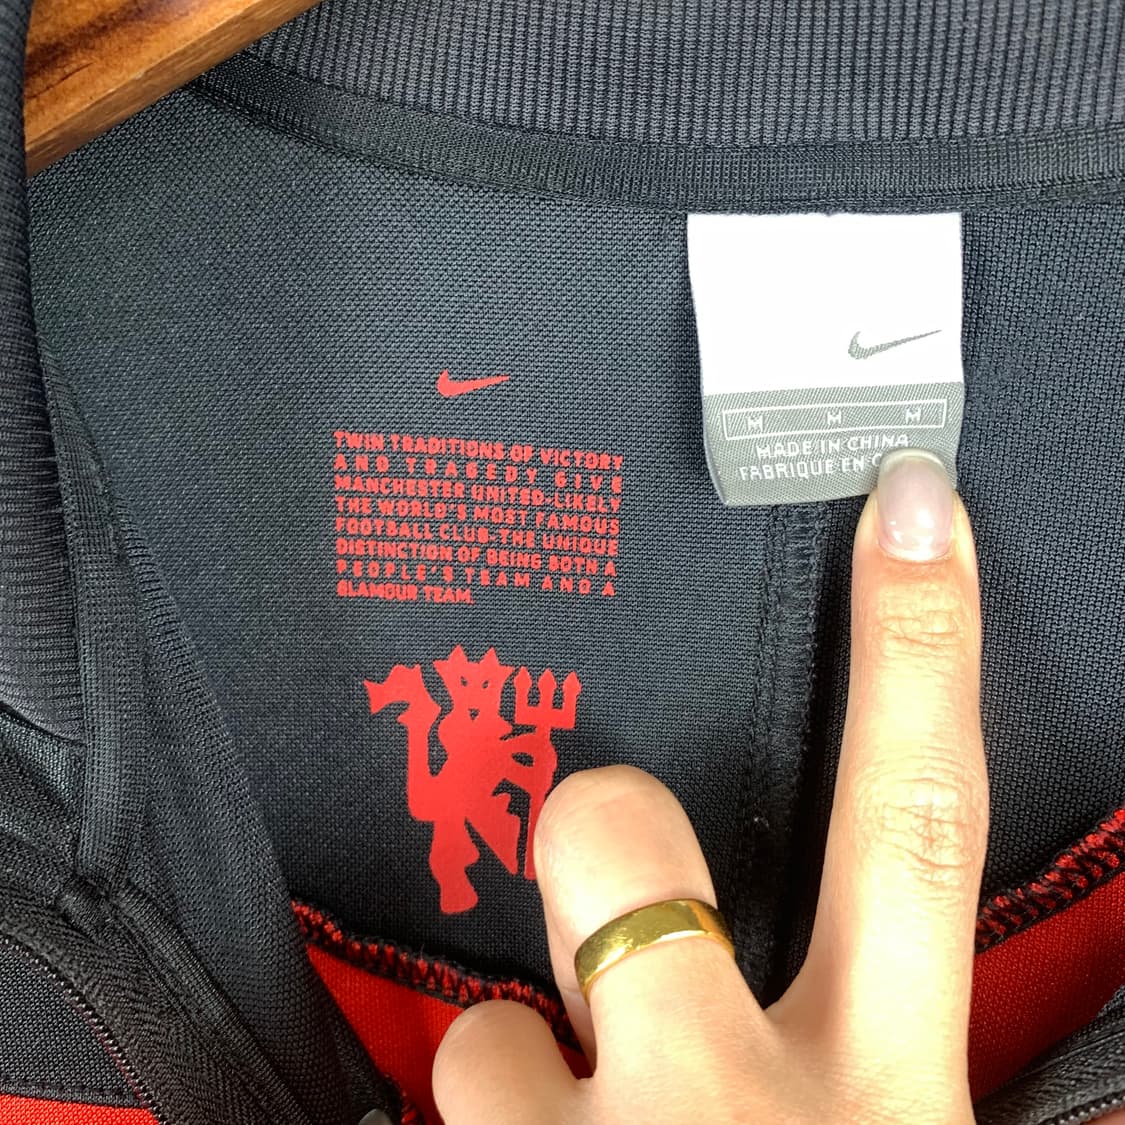 TWIN TRADITIONS OF VICTORY
AND TRAGEDY GIVE
MANCHESTER UNITED-LIKELY
THE WORLD'S MOST FAMOUS
FOOTBALL CLUB-THE UNIQUE
DISTINCTION OF BEING BOTH A
PEOPLE'S TEAM AND A
GLAMOUR TEAM.
M M M
MADE IN CHINA
FABRIQUE EN